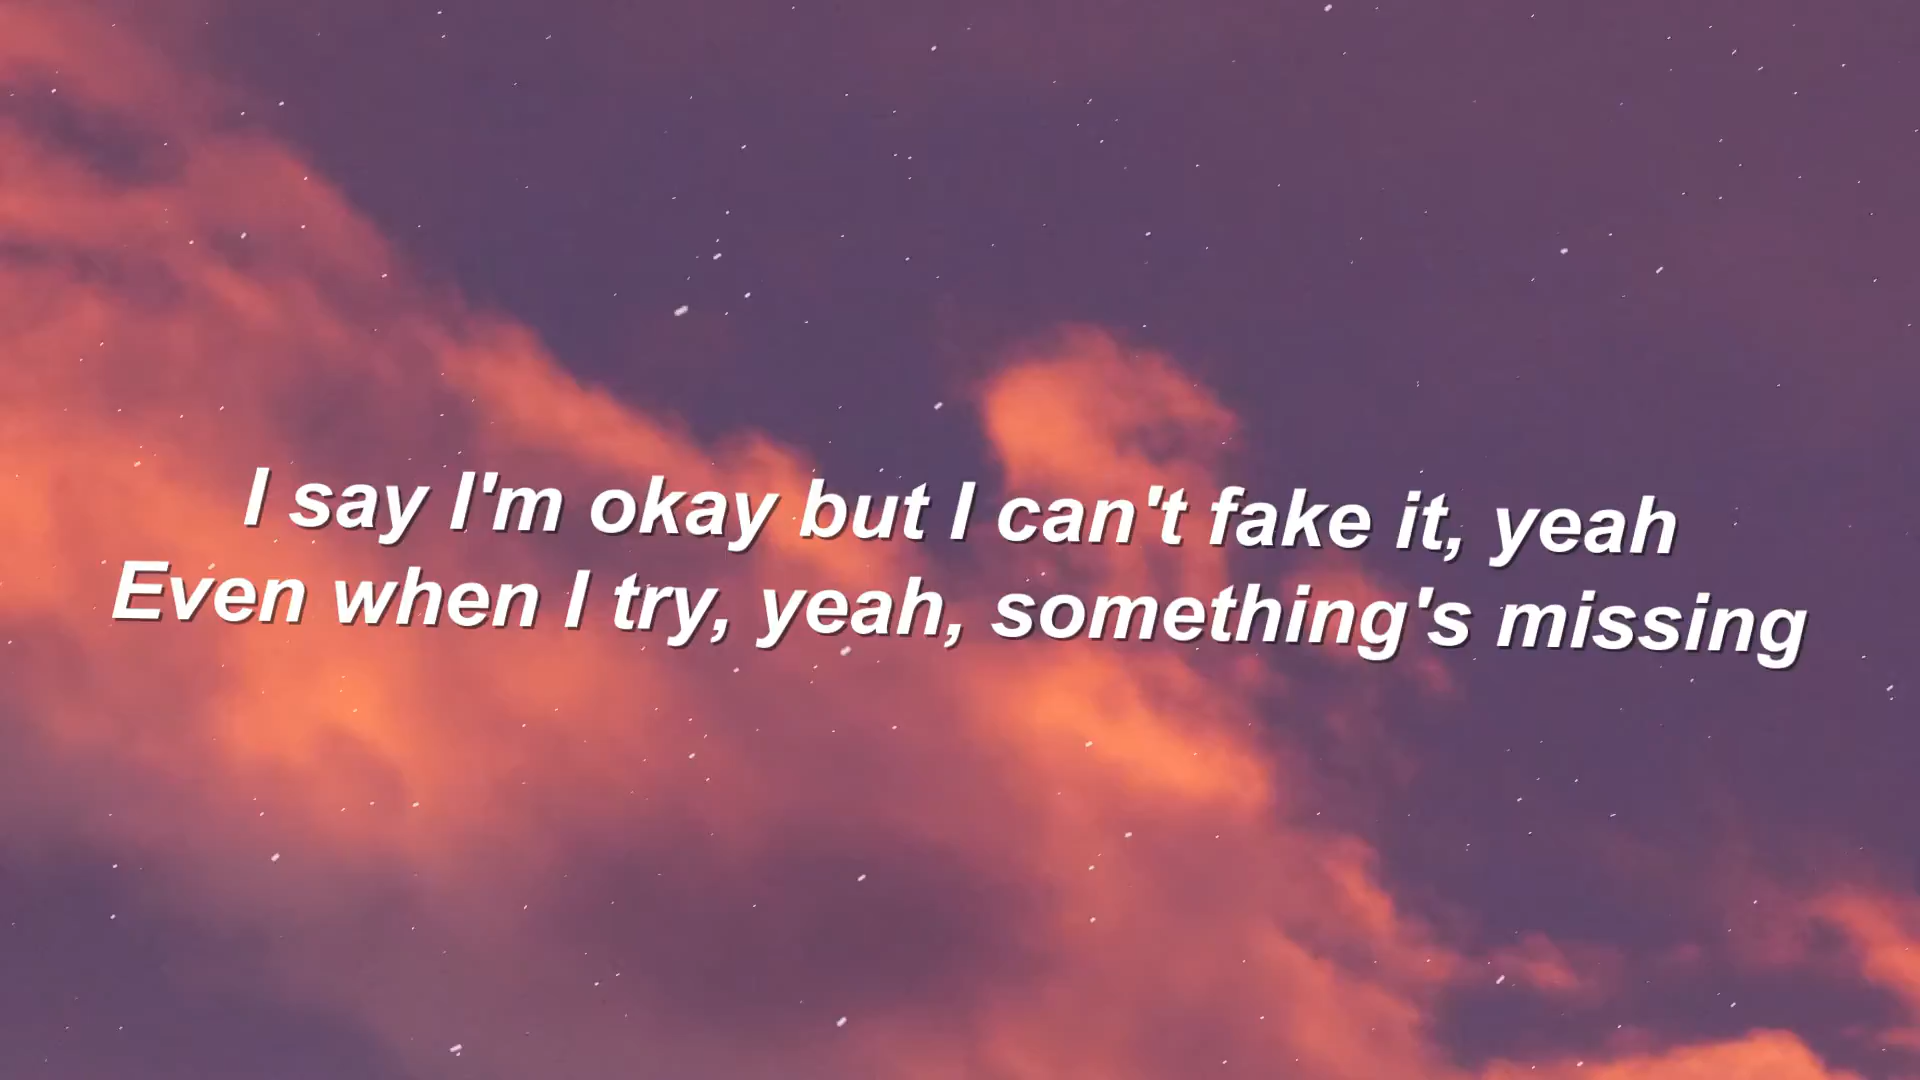 I say I'm okay but I can't fake it, yeah
Even when I try, yeah, something's missing